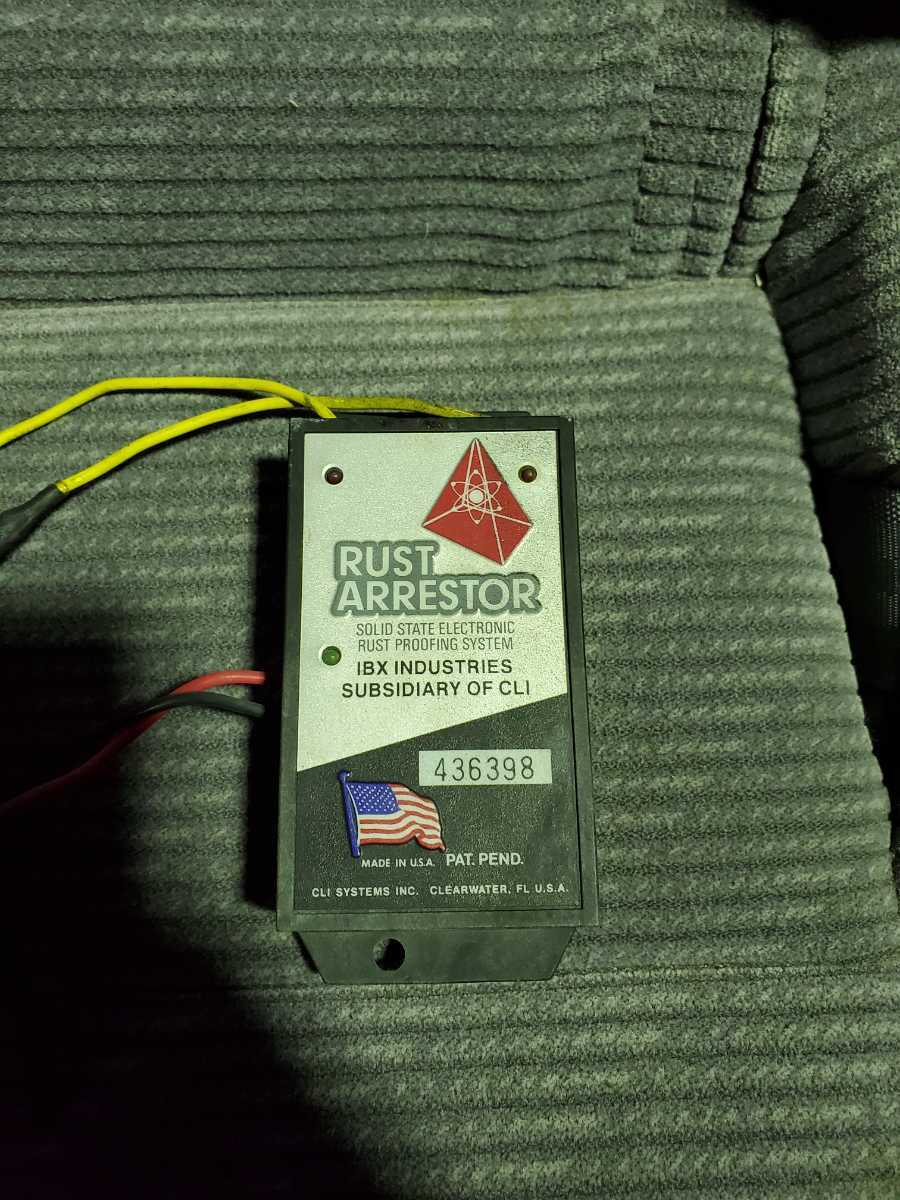 RUST
ARRESTOR
SOLID STATE ELECTRONIC
RUST PROOFING SYSTEM
IBX INDUSTRIES
SUBSIDIARY OF CLI
436398
MADE IN U.S.A. PAT. PEND.
CLI SYSTEMS INC. CLEARWATER, FL U.S.A.